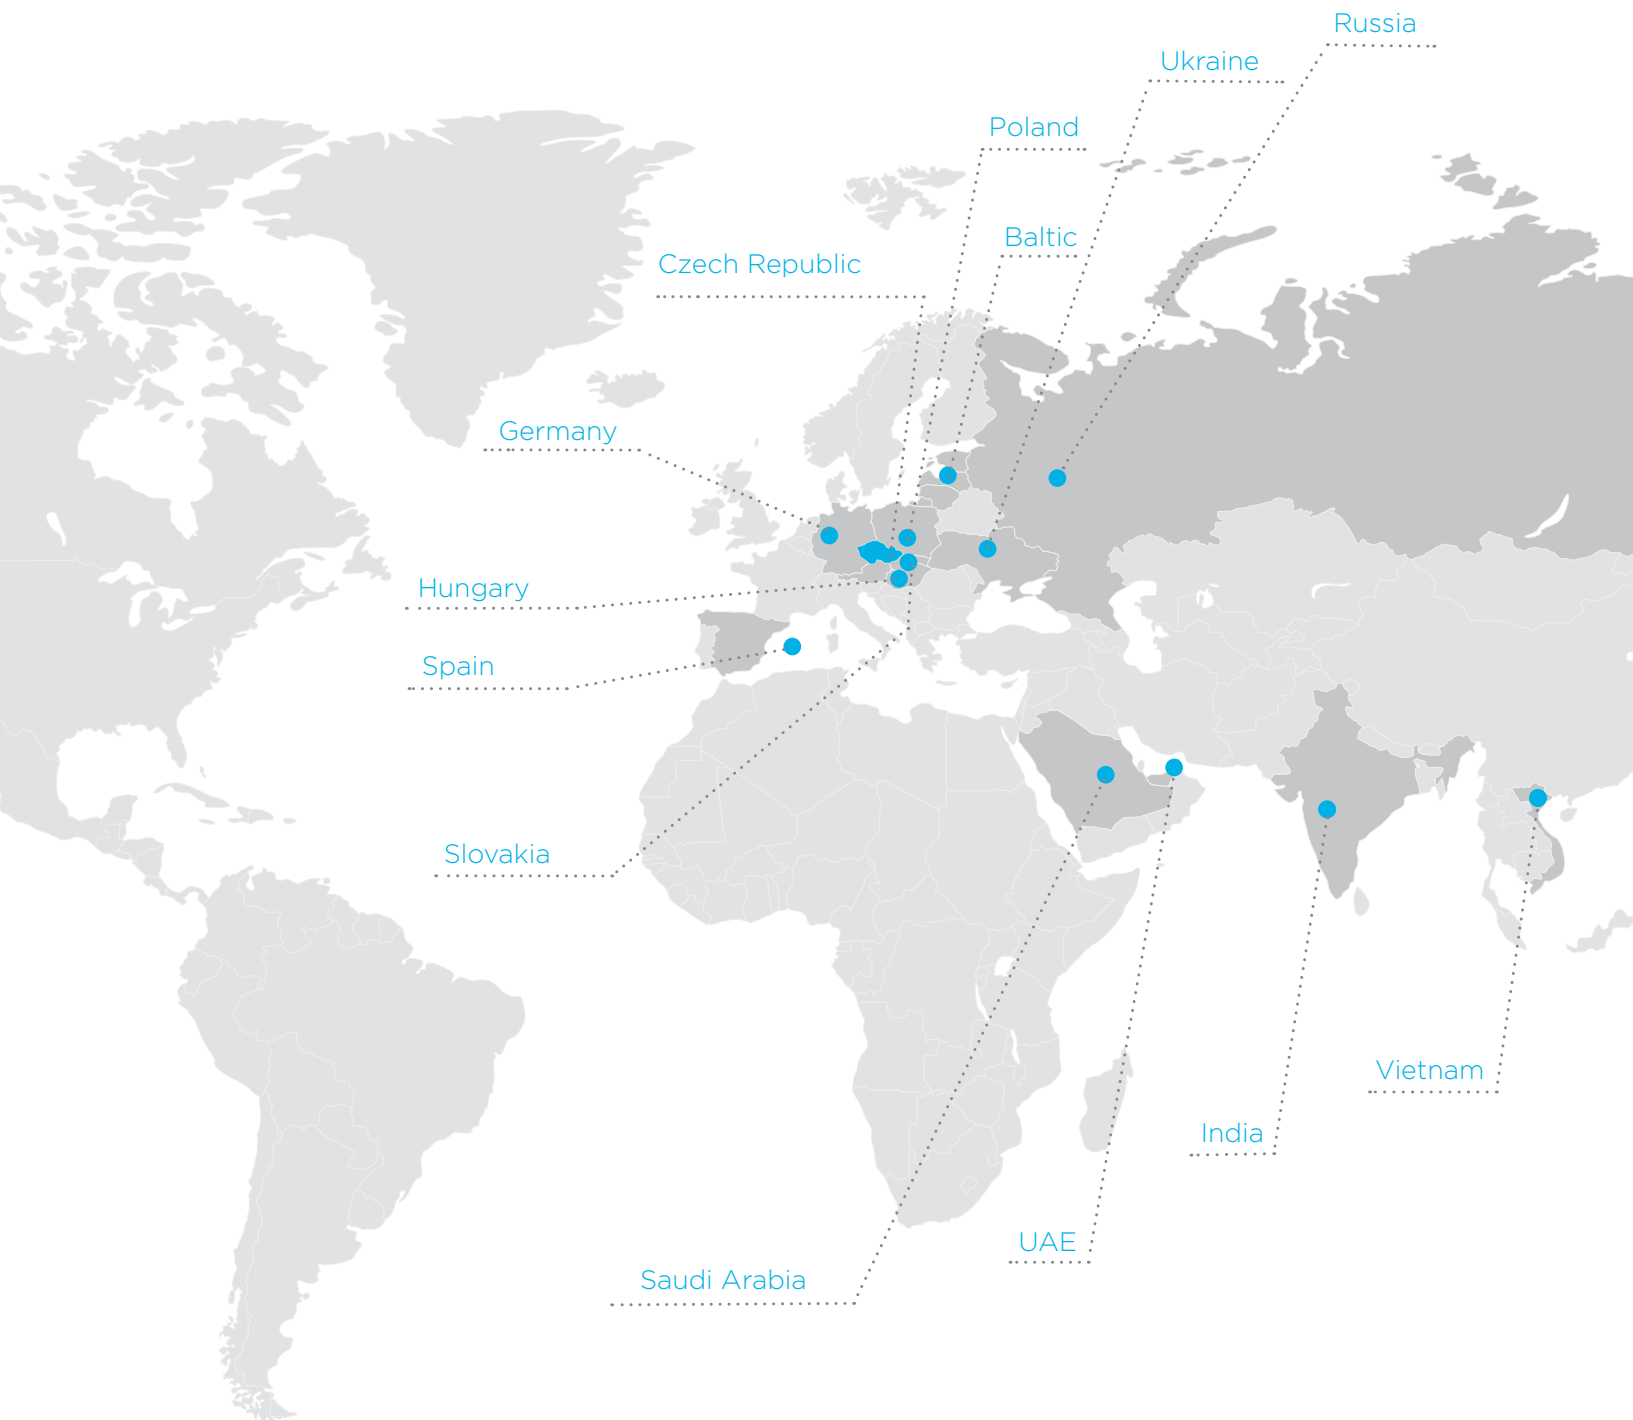 Russia
Ukraine
Poland
Baltic
Czech Republic
Germany
Hungary
Spain
Slovakia
Vietnam
India
UAE
Saudi Arabia